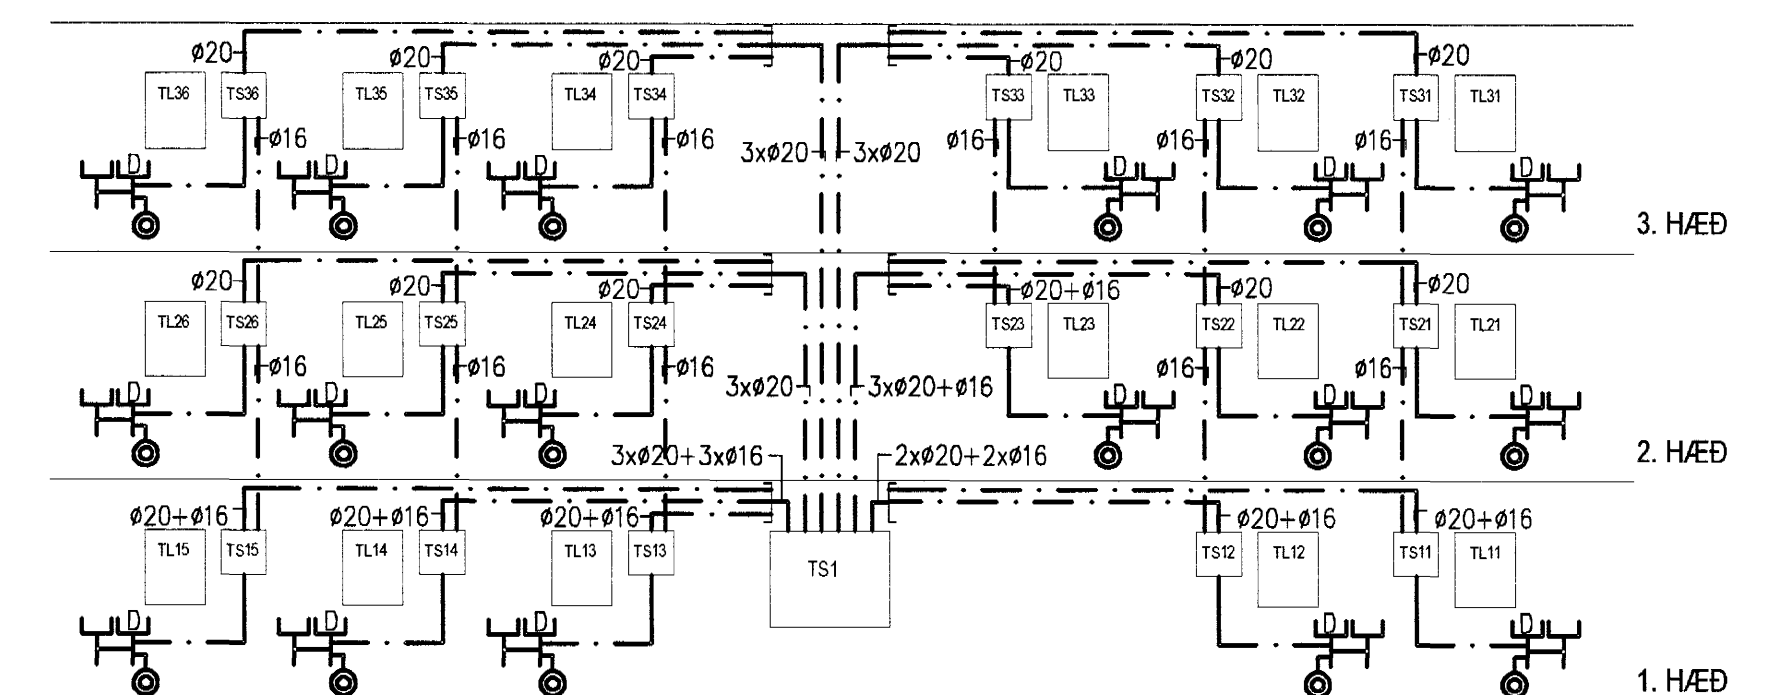 ø20 ø20 ø20 ø20 ø20 ø20
TL36 TS36 TL35 TS35 TL34 TS34 TS33 TL33 TS32 TL32 TS31 TL31
ø16 ø16 ø16 3xø20 3xø20 ø16 ø16 ø16
D D D D D D
3. HÆÐ
ø20 ø20 ø20 ø20+ø16 ø20 ø20
TL26 TS26 TL25 TS25 TL24 TS24 TS23 TL23 TS22 TL22 TS21 TL21
ø16 ø16 ø16 ø16 ø16
3xø20 3xø20+ø16
D D D D D D
2. HÆÐ
3xø20+3xø16 2xø20+2xø16
ø20+ø16 ø20+ø16 ø20+ø16 ø20+ø16 ø20+ø16
TL15 TS15 TL14 TS14 TL13 TS13 TS12 TL12 TS11 TL11
TS1
D D D D D
1. HÆÐ